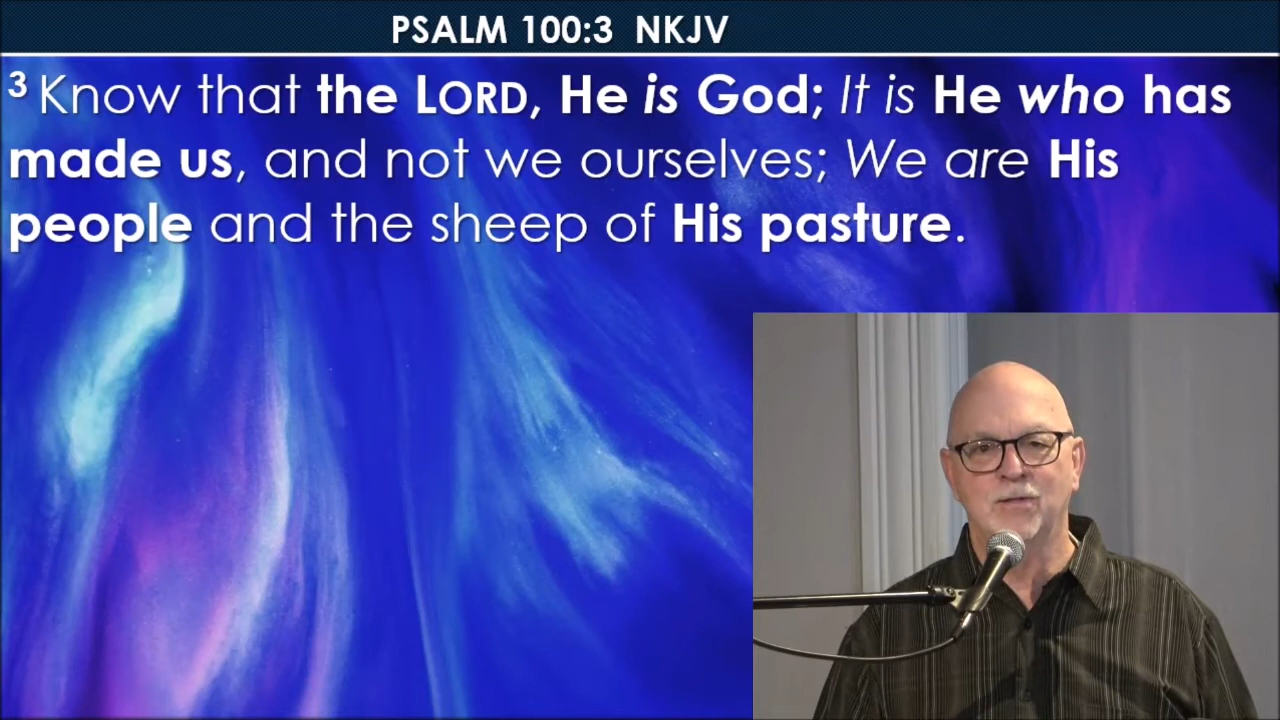 PSALM 100:3 NKJV
3 Know that the LORD, He is God; It is He who has
made us, and not we ourselves; We are His
people and the sheep of His pasture.